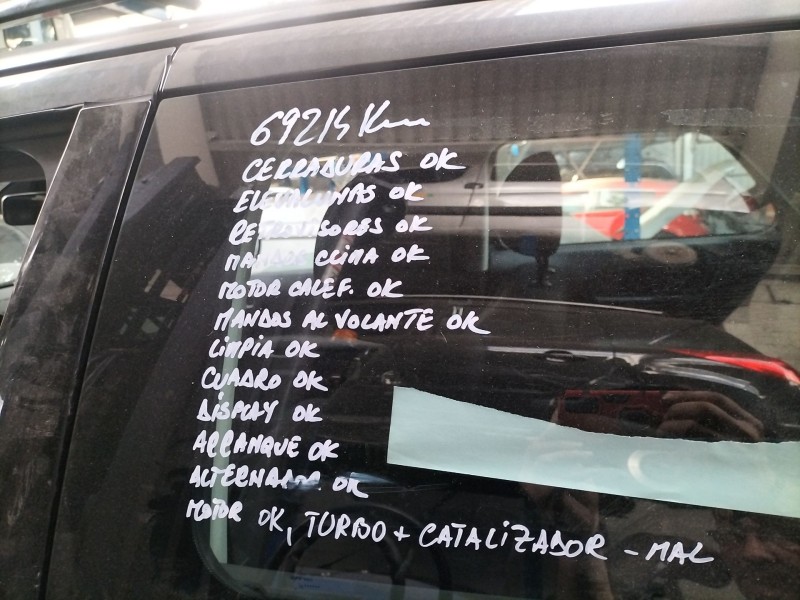 69215 Km
CERRADURAS OK
ELEVALUNAS OK
RETROVISORES OK
MANDOS CLIMA OK
MOTOR CALEF. OK
MANDOS AL VOLANTE OK
LIMPIA OK
CUADRO OK
DISPLAY OK
ARRANQUE OK
ALTERNADOR. OK
MOTOR OK, TURBO + CATALIZADOR - MAL